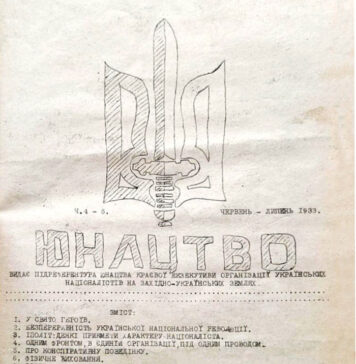 Ч.4 - 5. ЧЕРВЕНЬ - ЛИПЕНЬ 1933.
ЮНАЦТВО
ВИДАЄ ПІДРЕФЕРЕНТУРА ЮНАЦТВА КРАЄВОЇ ЕКЗЕКУТИВИ ОРГАНІЗАЦІЇ УКРАЇНСЬКИХ
НАЦІОНАЛІСТІВ НА ЗАХІДНО-УКРАЇНСЬКИХ ЗЕМЛЯХ
ЗМІСТ:
1. У СВЯТО ГЕРОЇВ.
2. БЕЗПЕРЕРВНІСТЬ УКРАЇНСЬКОЇ НАЦІОНАЛЬНОЇ РЕВОЛЮЦІЇ.
3. ПРИКМЕТИ ХАРАКТЕРУ НАЦІОНАЛІСТА.
4. ОДНИМ ФРОНТОМ, В ЄДИНІЙ ОРГАНІЗАЦІЇ, ПІД ОДНИМ ПРОВОДОМ.
5. ПРО КОНСПІРАТИВНУ ПОВЕДІНКУ.
6. ФІЗИЧНЕ ВИХОВАННЯ.